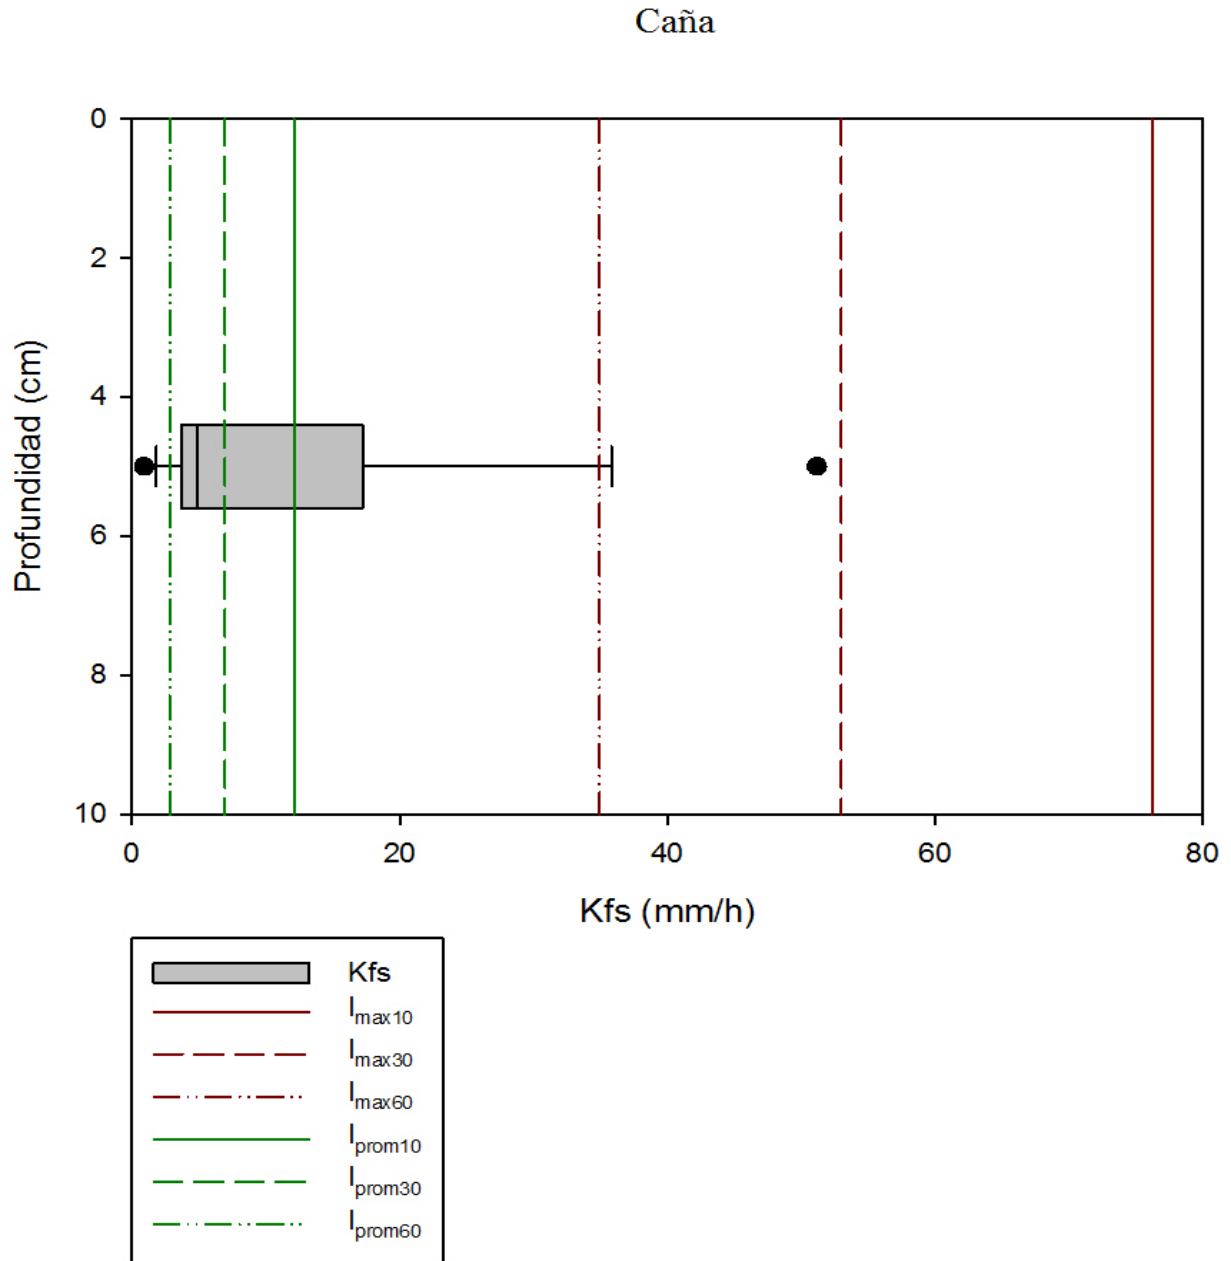 Caña
0
2
4
6
8
10
Profundidad (cm)
0 20 40 60 80
Kfs (mm/h)
Kfs
Imax10
Imax30
Imax60
Iprom10
Iprom30
Iprom60